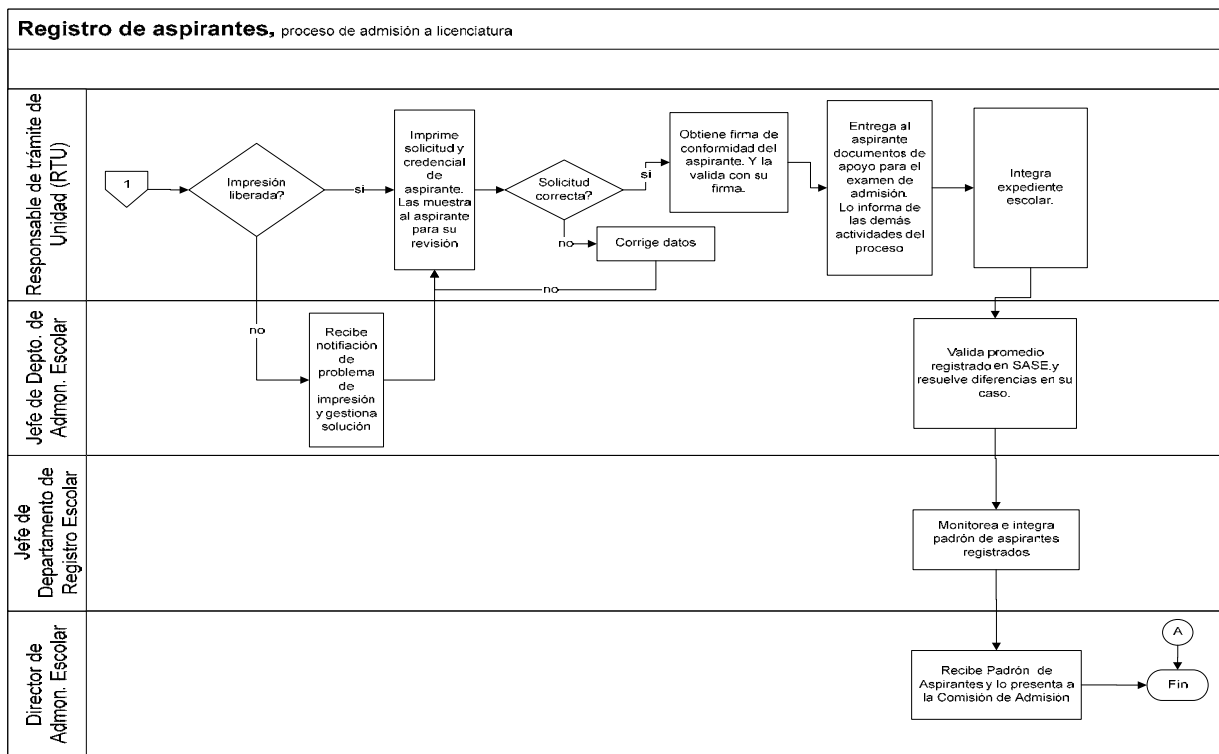 Registro de aspirantes, proceso de admisión a licenciatura
Responsable de trámite de
Unidad (RTU)
1
Impresión
liberada?
si
Imprime
solicitud y
credencial
de
aspirante.
Las muestra
al aspirante
para su
revisión
Solicitud
correcta?
si
Obtiene firma de
conformidad del
aspirante. Y la
valida con su
firma.
Entrega al
aspirante
documentos de
apoyo para el
examen de
admisión.
Lo informa de
las demás
actividades del
proceso
Integra
expediente
escolar.
no
Corrige datos
no
Jefe de Depto. de
Admon. Escolar
no
Recibe
notifiación
de
problema
de
impresión
y gestiona
solución
Valida promedio
registrado en SASE.y
resuelve diferencias en su
caso.
Jefe de
Departamento de
Registro Escolar
Monitorea e integra
padrón de aspirantes
registrados.
Director de
Admon. Escolar
Recibe Padrón de
Aspirantes y lo presenta a
la Comisión de Admisión
A
Fin